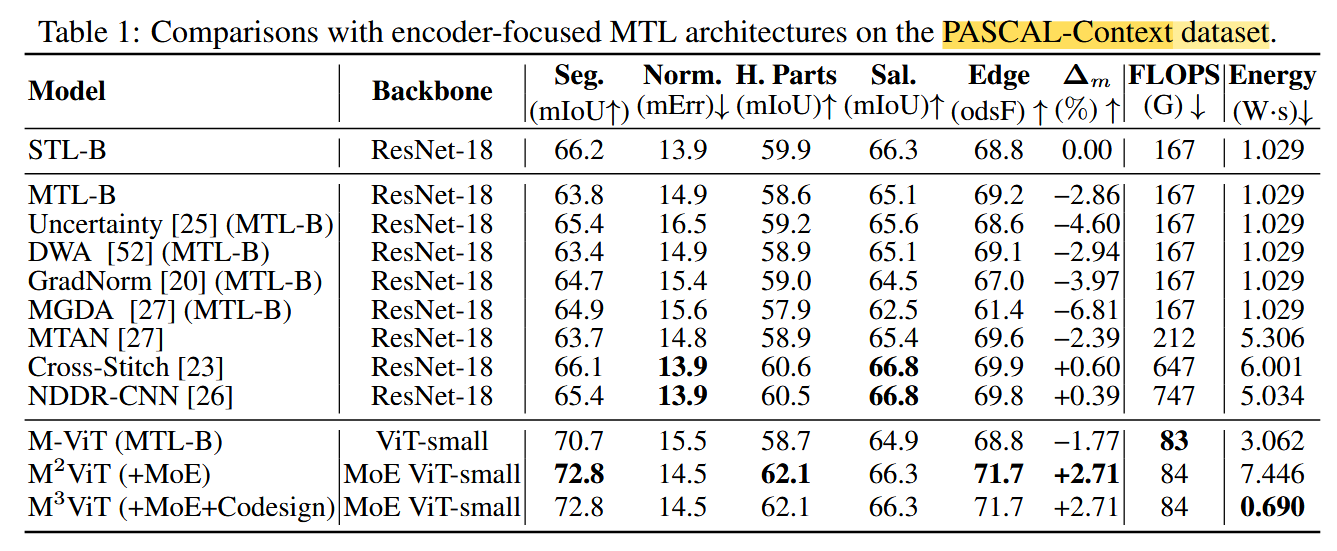 Table 1: Comparisons with encoder-focused MTL architectures on the PASCAL-Context dataset.
Model Backbone Seg. (mIoU↑) Norm. (mErr)↓ H. Parts (mIoU)↑ Sal. (mIoU)↑ Edge (odsF) ↑ Δm (%) ↑ FLOPS (G) ↓ Energy (W·s)↓
STL-B ResNet-18 66.2 13.9 59.9 66.3 68.8 0.00 167 1.029
MTL-B ResNet-18 63.8 14.9 58.6 65.1 69.2 −2.86 167 1.029
Uncertainty [25] (MTL-B) ResNet-18 65.4 16.5 59.2 65.6 68.6 −4.60 167 1.029
DWA [52] (MTL-B) ResNet-18 63.4 14.9 58.9 65.1 69.1 −2.94 167 1.029
GradNorm [20] (MTL-B) ResNet-18 64.7 15.4 59.0 64.5 67.0 −3.97 167 1.029
MGDA [27] (MTL-B) ResNet-18 64.9 15.6 57.9 62.5 61.4 −6.81 167 1.029
MTAN [27] ResNet-18 63.7 14.8 58.9 65.4 69.6 −2.39 212 5.306
Cross-Stitch [23] ResNet-18 66.1 13.9 60.6 66.8 69.9 +0.60 647 6.001
NDDR-CNN [26] ResNet-18 65.4 13.9 60.5 66.8 69.8 +0.39 747 5.034
M-ViT (MTL-B) ViT-small 70.7 15.5 58.7 64.9 68.8 −1.77 83 3.062
M²ViT (+MoE) MoE ViT-small 72.8 14.5 62.1 66.3 71.7 +2.71 84 7.446
M³ViT (+MoE+Codesign) MoE ViT-small 72.8 14.5 62.1 66.3 71.7 +2.71 84 0.690